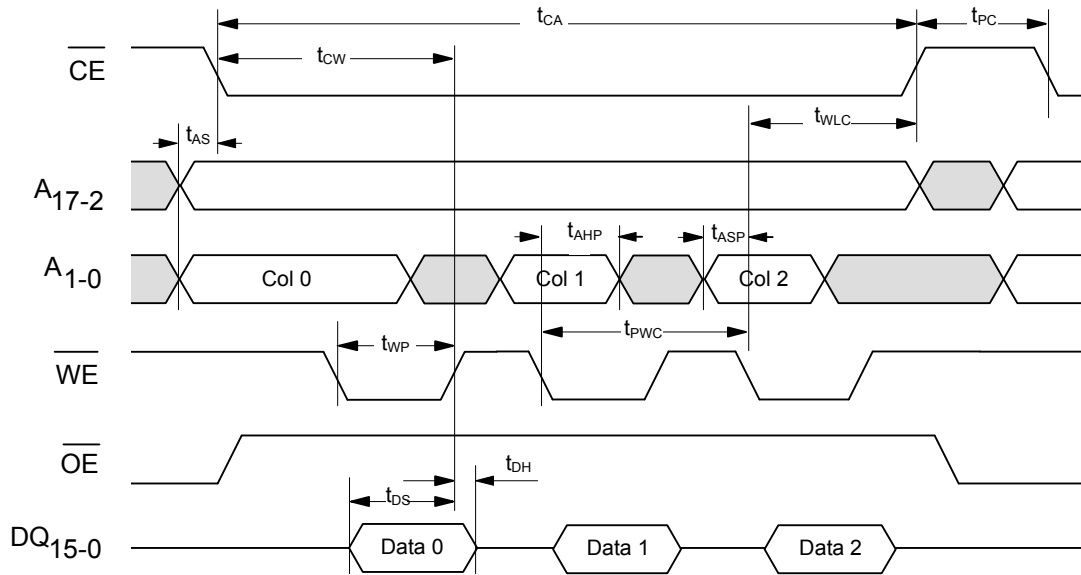 tCA
tPC
CE
tCW
tWLC
tAS
A17-2
tAHP
tASP
A1-0
Col 0
Col 1
Col 2
tPWC
tWP
WE
OE
tDH
tDS
DQ15-0
Data 0
Data 1
Data 2